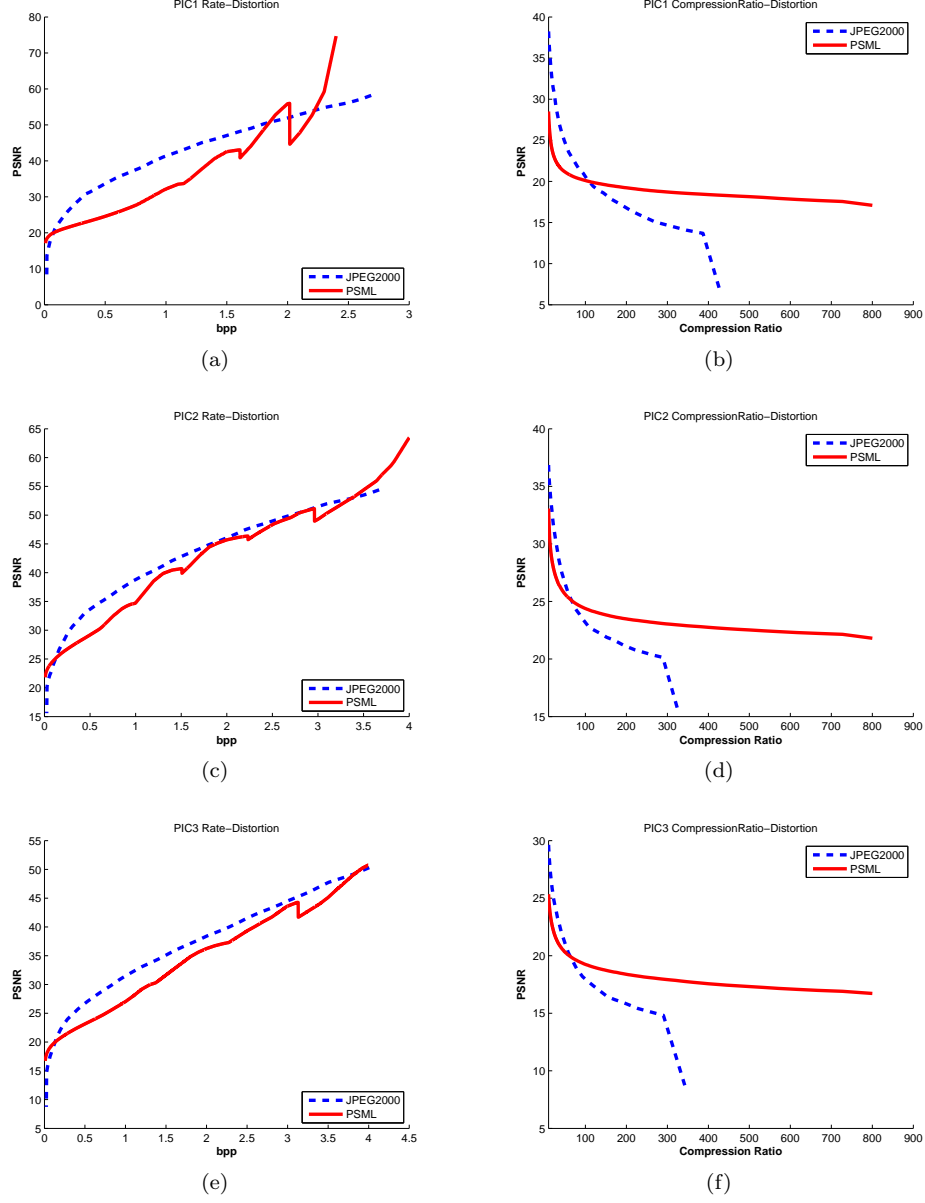 PIC1 Rate−Distortion
80
70
60
50
40
30
20
10
0
PSNR
0 0.5 1 1.5 2 2.5 3
bpp
JPEG2000
PSML
(a)
PIC1 CompressionRatio−Distortion
40
35
30
25
20
15
10
5
PSNR
100 200 300 400 500 600 700 800 900
Compression Ratio
JPEG2000
PSML
(b)
PIC2 Rate−Distortion
65
60
55
50
45
40
35
30
25
20
15
PSNR
0 0.5 1 1.5 2 2.5 3 3.5 4
bpp
JPEG2000
PSML
(c)
PIC2 CompressionRatio−Distortion
40
35
30
25
20
15
PSNR
100 200 300 400 500 600 700 800 900
Compression Ratio
JPEG2000
PSML
(d)
PIC3 Rate−Distortion
55
50
45
40
35
30
25
20
15
10
5
PSNR
0 0.5 1 1.5 2 2.5 3 3.5 4 4.5
bpp
JPEG2000
PSML
(e)
PIC3 CompressionRatio−Distortion
30
25
20
15
10
5
PSNR
100 200 300 400 500 600 700 800 900
Compression Ratio
JPEG2000
PSML
(f)